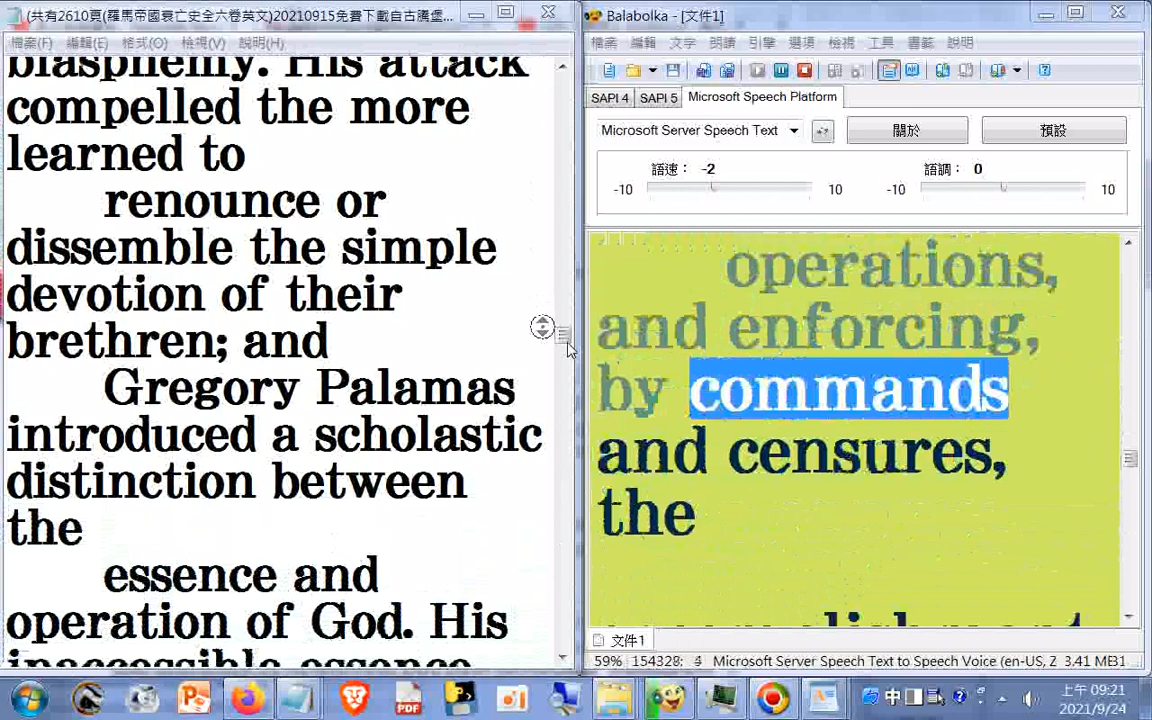 (共有2610頁(羅馬帝國衰亡史全六卷英文)20210915免費下載自古騰堡...
檔案(F) 編輯(E) 格式(O) 檢視(V) 說明(H)
blasphemy. His attack
compelled the more
learned to
renounce or
dissemble the simple
devotion of their
brethren; and
Gregory Palamas
introduced a scholastic
distinction between
the
essence and
operation of God. His
inaccessible essence
Balabolka - [文件1]
檔案 編輯 文字 朗讀 引擎 選項 檢視 工具 書籤 說明
SAPI 4 SAPI 5 Microsoft Speech Platform
Microsoft Server Speech Text 關於 預設
語速: -2 語調: 0
-10 10 -10 10
operations,
and enforcing,
by commands
and censures,
the
文件1
59% 154328: 4 Microsoft Server Speech Text to Speech Voice (en-US, Z 3.41 MB
PDF
中
上午 09:21
2021/9/24